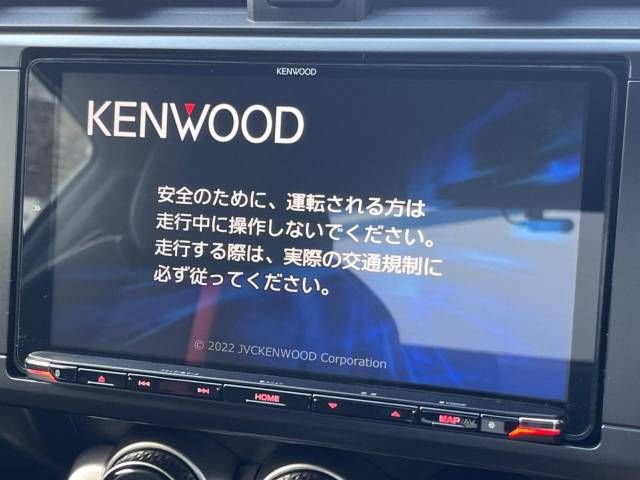 KENWOOD
KENWOOD
安全のために、運転される方は
走行中に操作しないでください。
走行する際は、実際の交通規制に
必ず従ってください。
© 2022 JVCKENWOOD Corporation
HOME
MAP/AV